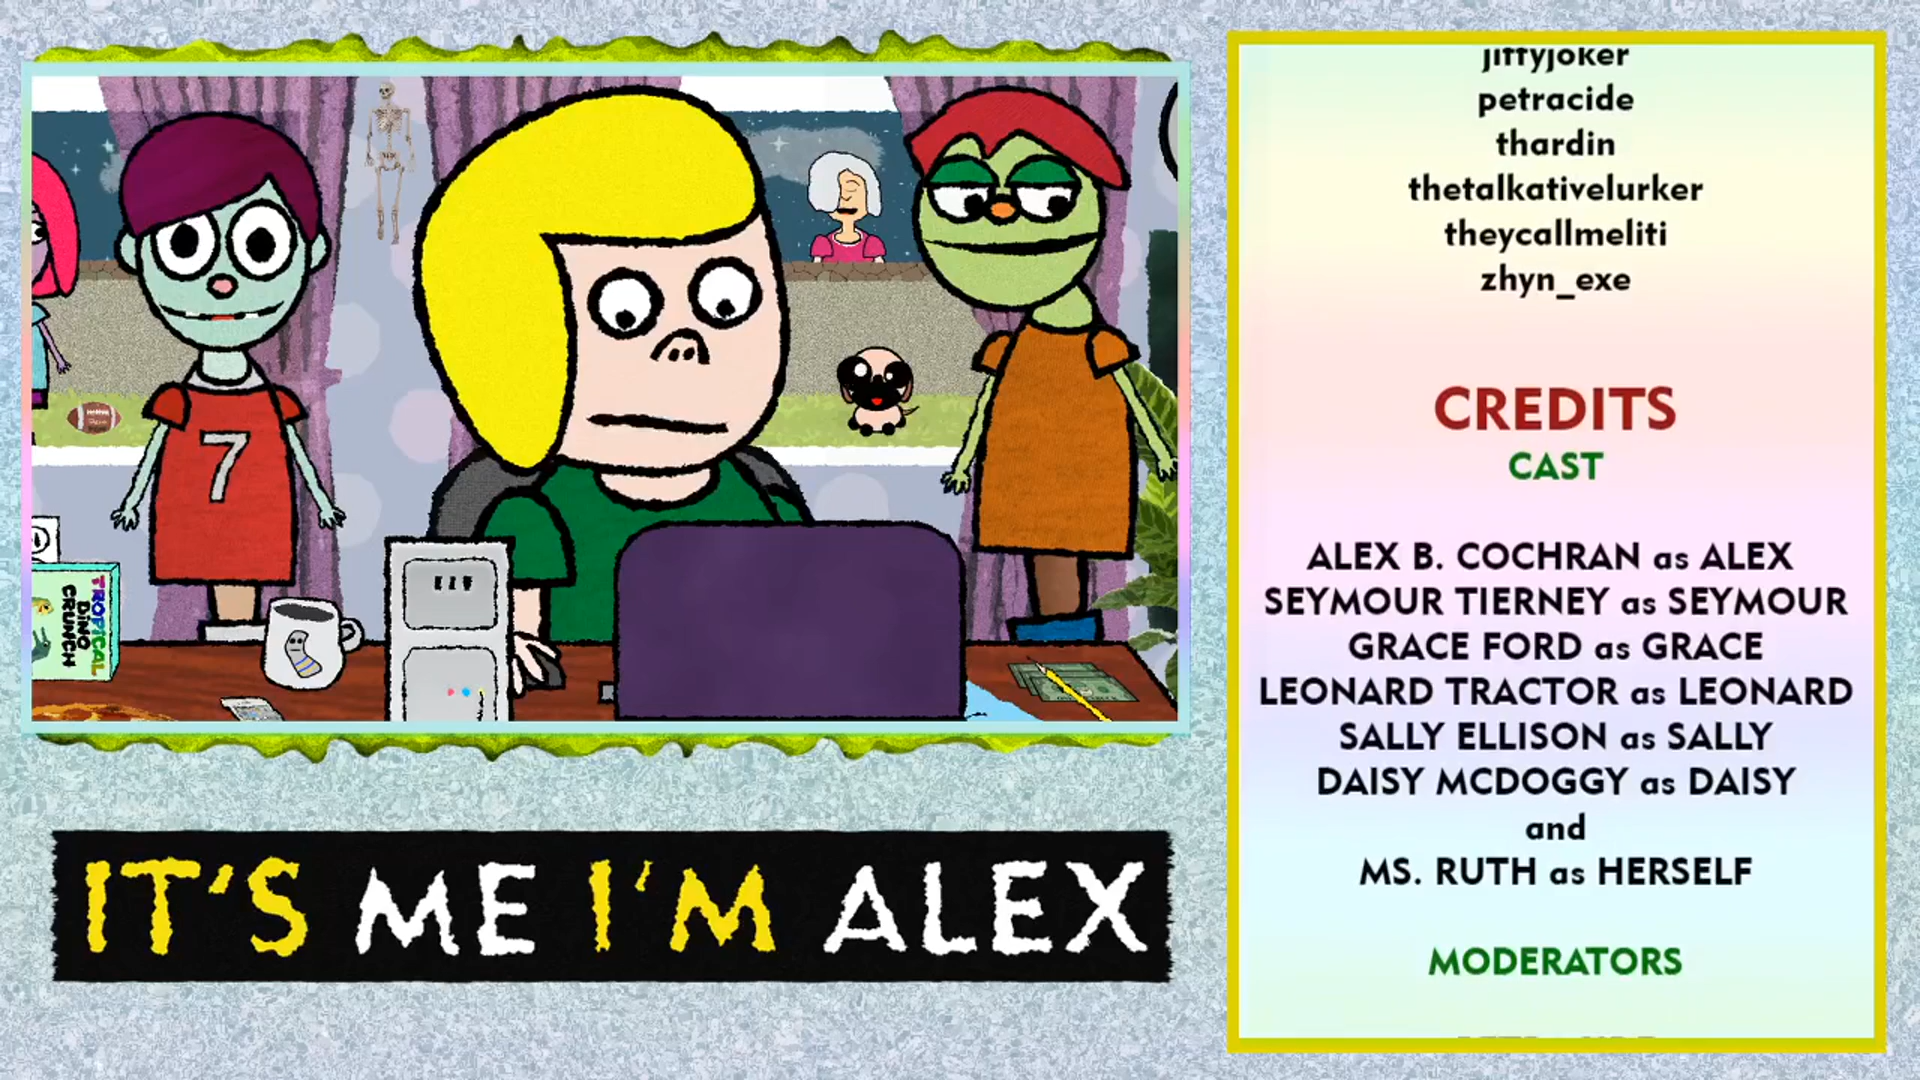 7
TROPICAL
DINO
CRUNCH
IT'S ME I'M ALEX
jiffyjoker
petracide
thardin
thetalkativelurker
theycallmeliti
zhyn_exe
CREDITS
CAST
ALEX B. COCHRAN as ALEX
SEYMOUR TIERNEY as SEYMOUR
GRACE FORD as GRACE
LEONARD TRACTOR as LEONARD
SALLY ELLISON as SALLY
DAISY MCDOGGY as DAISY
and
MS. RUTH as HERSELF
MODERATORS